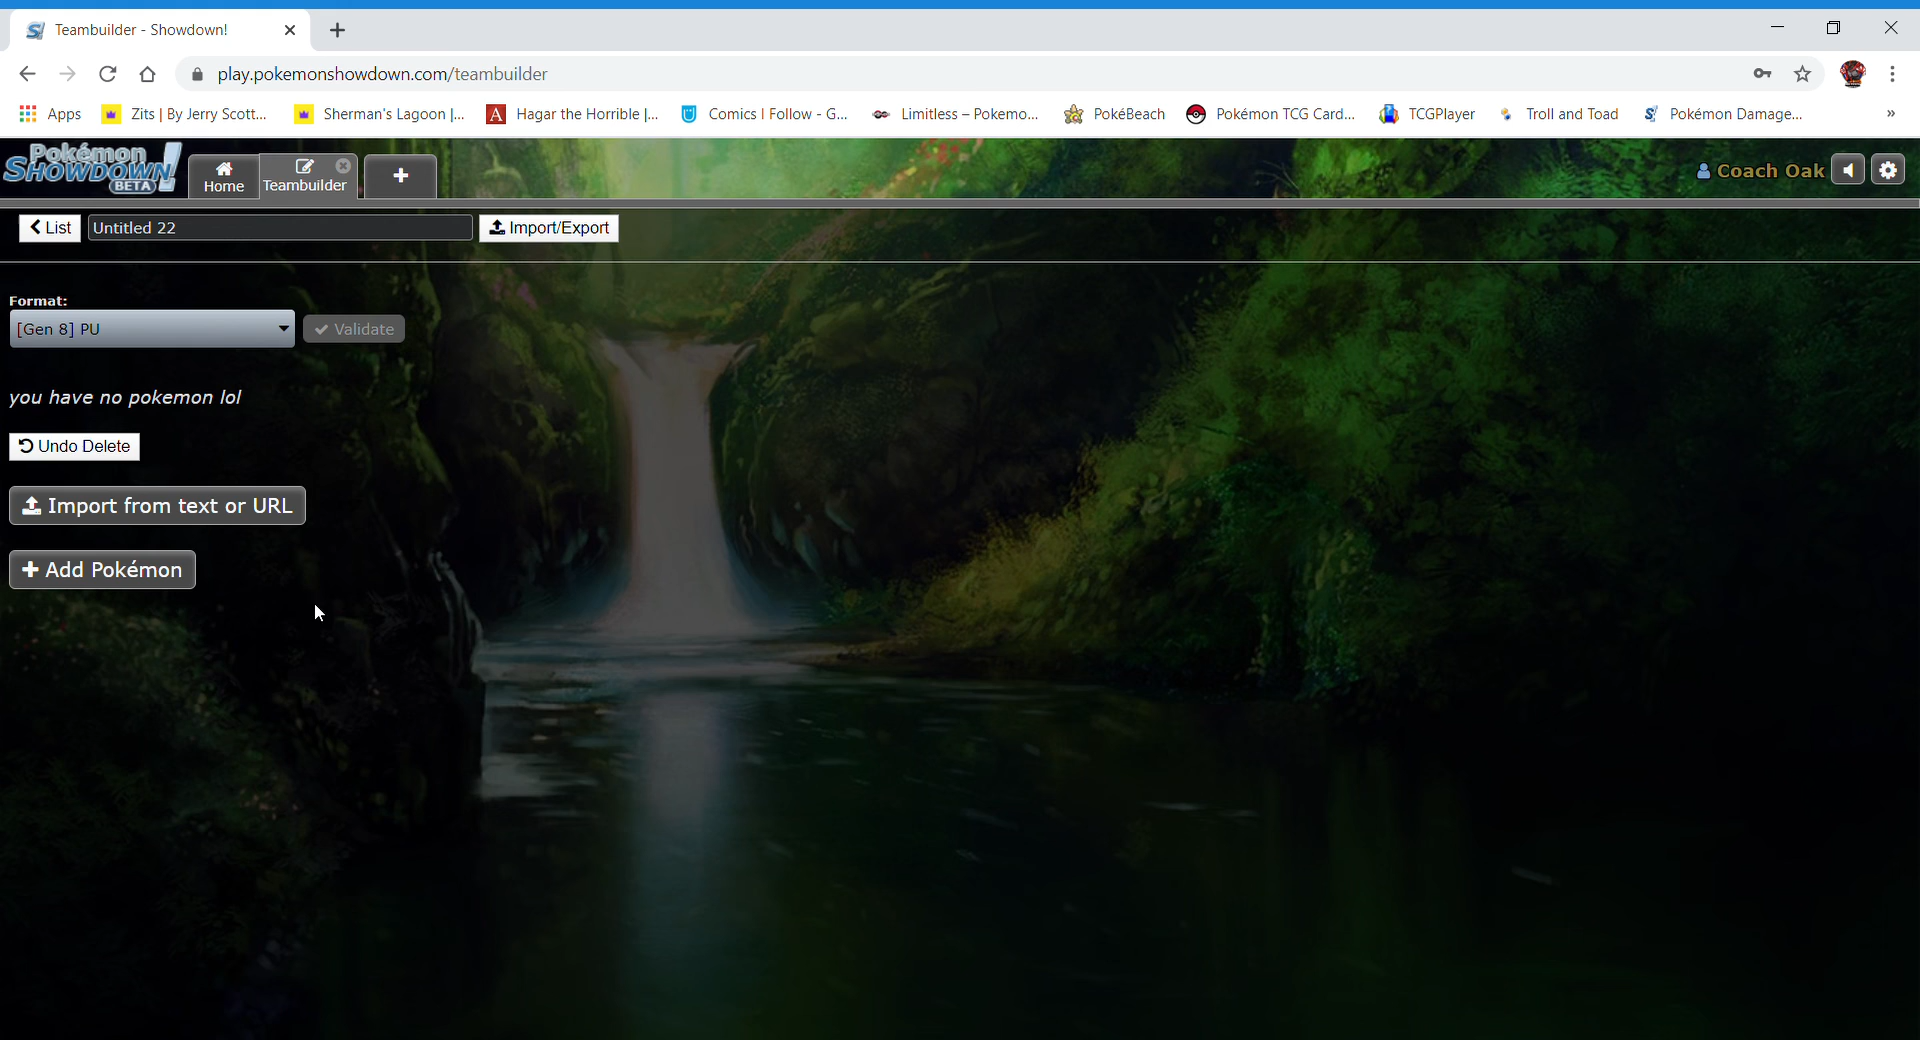 Teambuilder - Showdown!
play.pokemonshowdown.com/teambuilder
Apps Zits | By Jerry Scott... Sherman's Lagoon |... Hagar the Horrible |... Comics I Follow - G... Limitless – Pokemo... PokéBeach Pokémon TCG Card... TCGPlayer Troll and Toad Pokémon Damage... »
Pokémon
SHOWDOWN!
BETA
Home
Teambuilder
Coach Oak
List Untitled 22 Import/Export
Format:
[Gen 8] PU Validate
you have no pokemon lol
Undo Delete
Import from text or URL
Add Pokémon